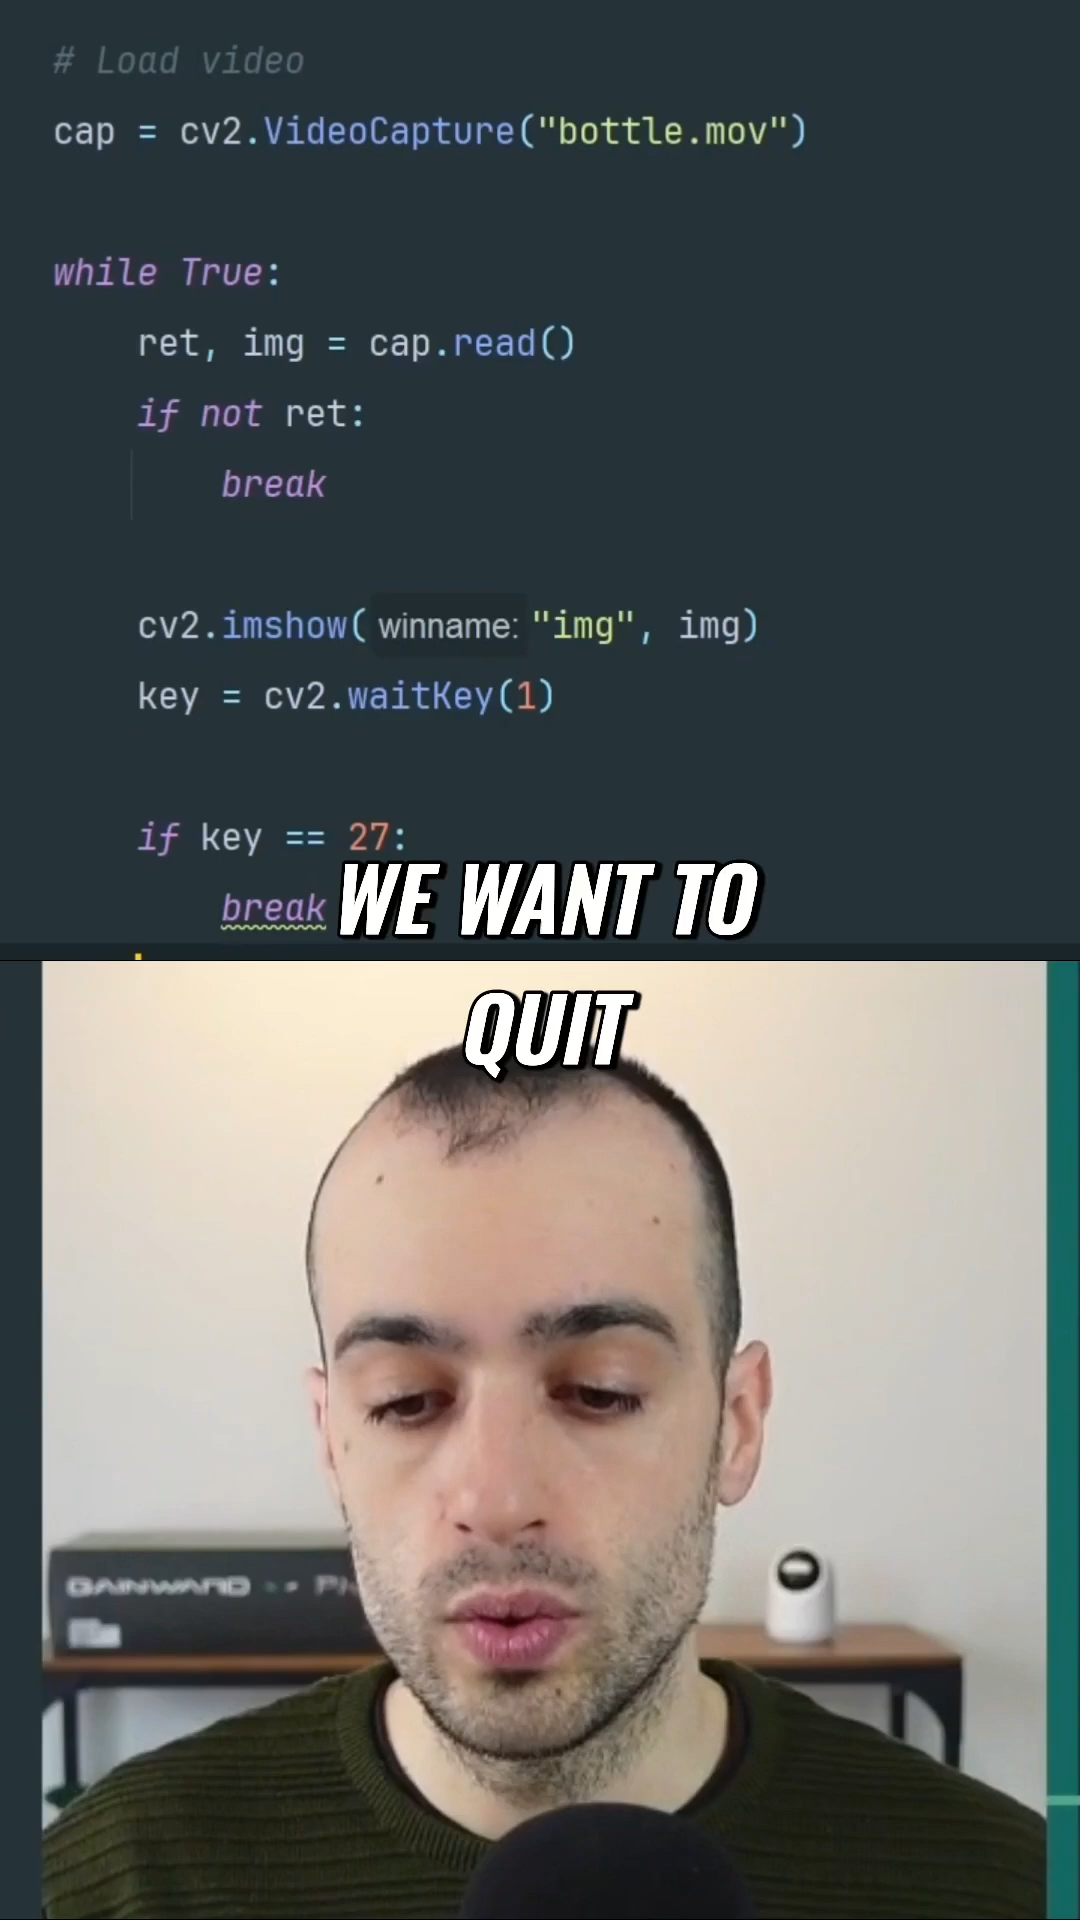 # Load video
cap = cv2.VideoCapture("bottle.mov")
while True:
ret, img = cap.read()
if not ret:
break
cv2.imshow( winname: "img", img)
key = cv2.waitKey(1)
if key == 27:
break
WE WANT TO
QUIT
GAINWARD